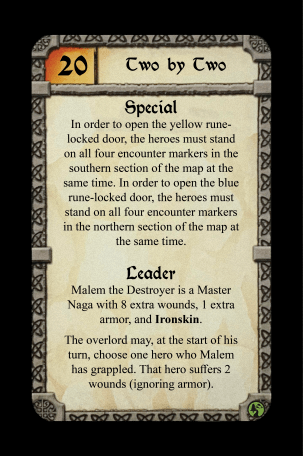 20
Two by Two
Special
In order to open the yellow rune-
locked door, the heroes must stand
on all four encounter markers in the
southern section of the map at the
same time. In order to open the blue
rune-locked door, the heroes must
stand on all four encounter markers
in the northern section of the map at
the same time.
Leader
Malem the Destroyer is a Master
Naga with 8 extra wounds, 1 extra
armor, and Ironskin.
The overlord may, at the start of his
turn, choose one hero who Malem
has grappled. That hero suffers 2
wounds (ignoring armor).